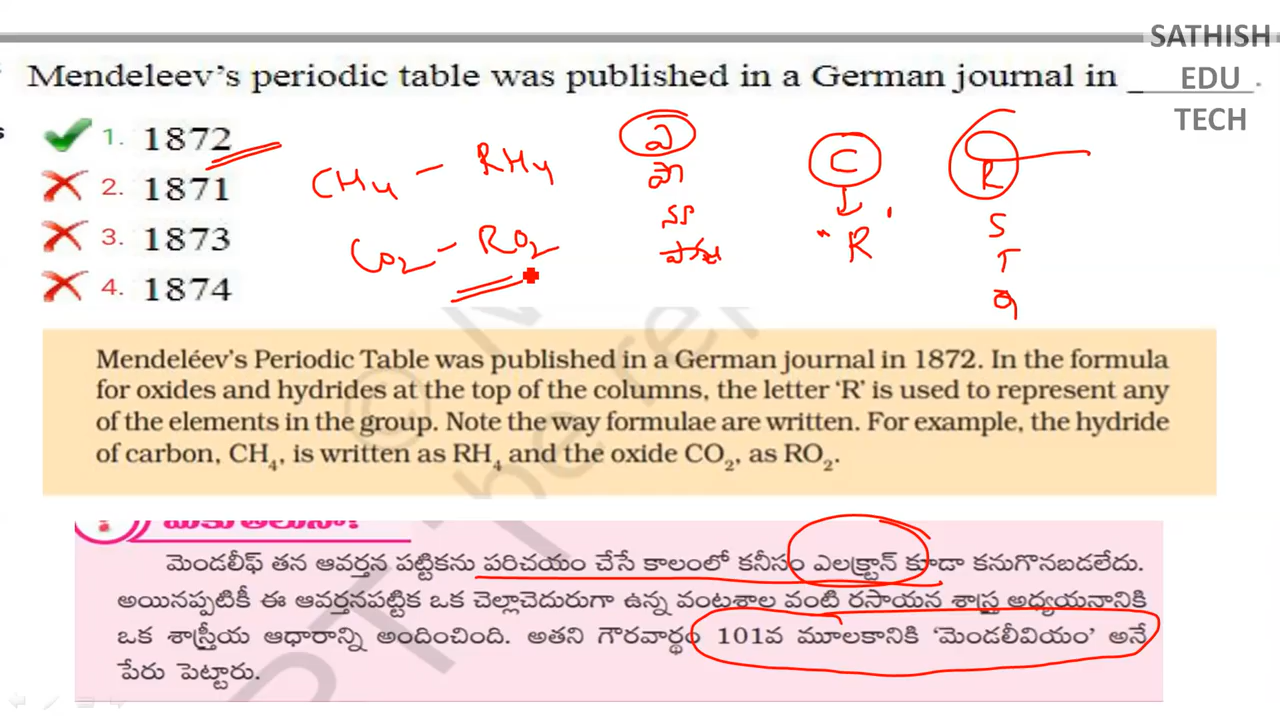 SATHISH
EDU
TECH
Mendeleev's periodic table was published in a German journal in ________.
1. 1872
2. 1871
3. 1873
4. 1874
CH4 - RH4
CO2 - RO2
C
"R'
R
S
T
Mendeléev's Periodic Table was published in a German journal in 1872. In the formula
for oxides and hydrides at the top of the columns, the letter 'R' is used to represent any
of the elements in the group. Note the way formulae are written. For example, the hydride
of carbon, CH₄, is written as RH₄ and the oxide CO₂, as RO₂.
మెండలీఫ్ తన ఆవర్తన పట్టికను పరిచయం చేసే కాలంలో కనీసం ఎలక్ట్రాన్ కూడా కనుగొనబడలేదు.
అయినప్పటికీ ఈ ఆవర్తనపట్టిక ఒక చెల్లాచెదురుగా ఉన్న వంటశాల వంటి రసాయన శాస్త్ర అధ్యయనానికి
ఒక శాస్త్రీయ ఆధారాన్ని అందించింది. అతని గౌరవార్థం 101వ మూలకానికి 'మెండలీవియం' అనే
పేరు పెట్టారు.